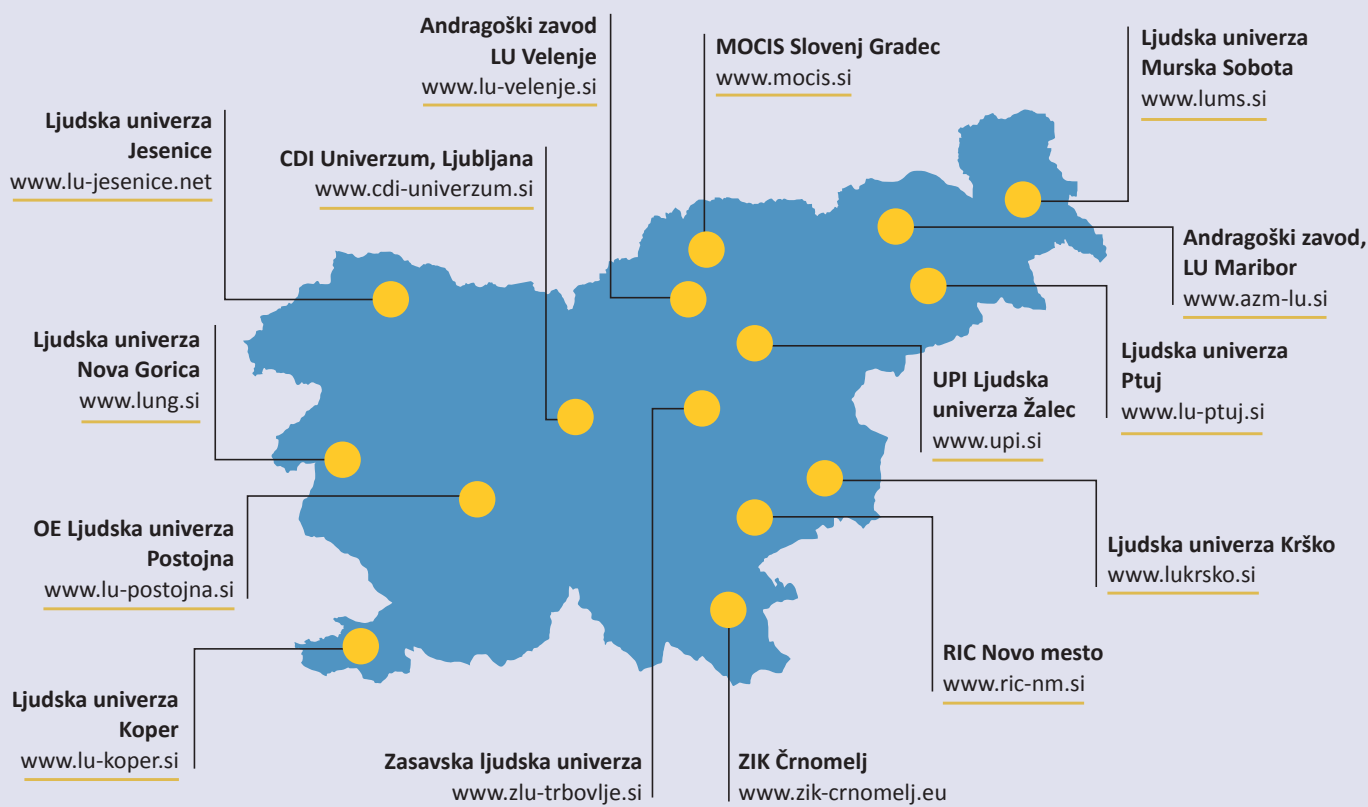 Andragoški zavod
LU Velenje
www.lu-velenje.si
MOCIS Slovenj Gradec
www.mocis.si
Ljudska univerza
Murska Sobota
www.lums.si
Ljudska univerza
Jesenice
www.lu-jesenice.net
CDI Univerzum, Ljubljana
www.cdi-univerzum.si
Andragoški zavod,
LU Maribor
www.azm-lu.si
Ljudska univerza
Nova Gorica
www.lung.si
Ljudska univerza
Ptuj
www.lu-ptuj.si
UPI Ljudska
univerza Žalec
www.upi.si
OE Ljudska univerza
Postojna
www.lu-postojna.si
Ljudska univerza Krško
www.lukrsko.si
RIC Novo mesto
www.ric-nm.si
Ljudska univerza
Koper
www.lu-koper.si
Zasavska ljudska univerza
www.zlu-trbovlje.si
ZIK Črnomelj
www.zik-crnomelj.eu